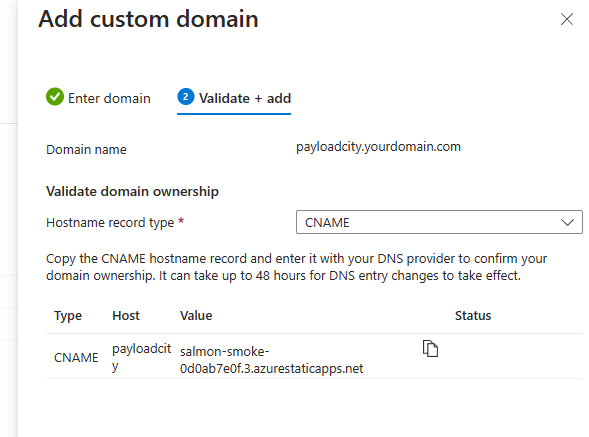 Add custom domain
Enter domain
2 Validate + add
Domain name
payloadcity.yourdomain.com
Validate domain ownership
Hostname record type *
CNAME
Copy the CNAME hostname record and enter it with your DNS provider to confirm your
domain ownership. It can take up to 48 hours for DNS entry changes to take effect.
Type Host Value Status
CNAME
payloadcit
y
salmon-smoke-
0d0ab7e0f.3.azurestaticapps.net